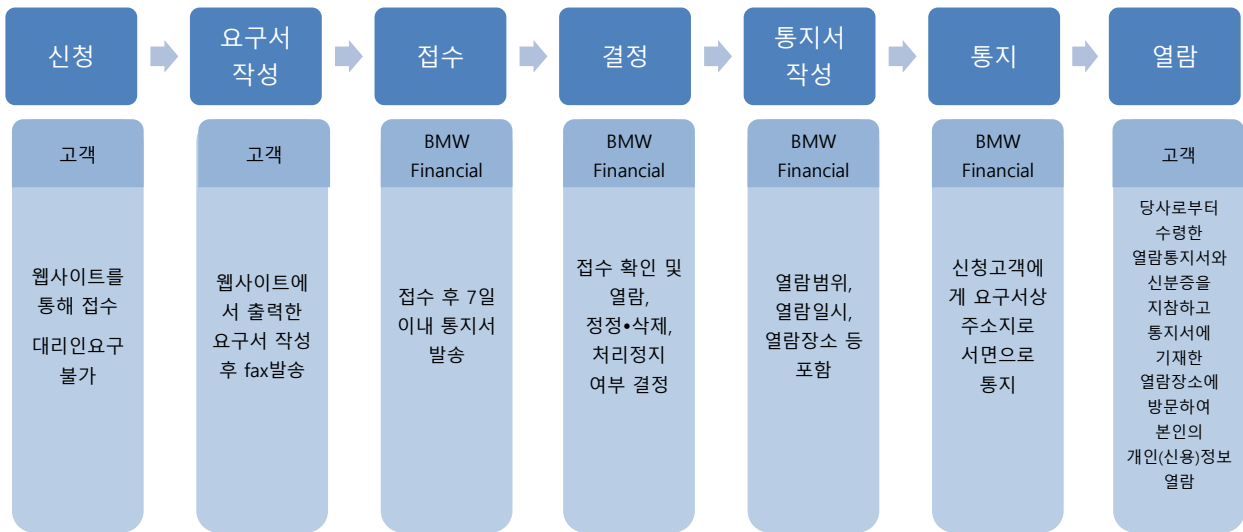 신청
요구서
작성
접수
결정
통지서
작성
통지
열람
고객
웹사이트를
통해 접수
대리인요구
불가
고객
웹사이트에
서 출력한
요구서 작성
후 fax발송
BMW
Financial
접수 후 7일
이내 통지서
발송
BMW
Financial
접수 확인 및
열람,
정정•삭제,
처리정지
여부 결정
BMW
Financial
열람범위,
열람일시,
열람장소 등
포함
BMW
Financial
신청고객에
게 요구서상
주소지로
서면으로
통지
고객
당사로부터
수령한
열람통지서와
신분증을
지참하고
통지서에
기재한
열람장소에
방문하여
본인의
개인(신용)정보
열람